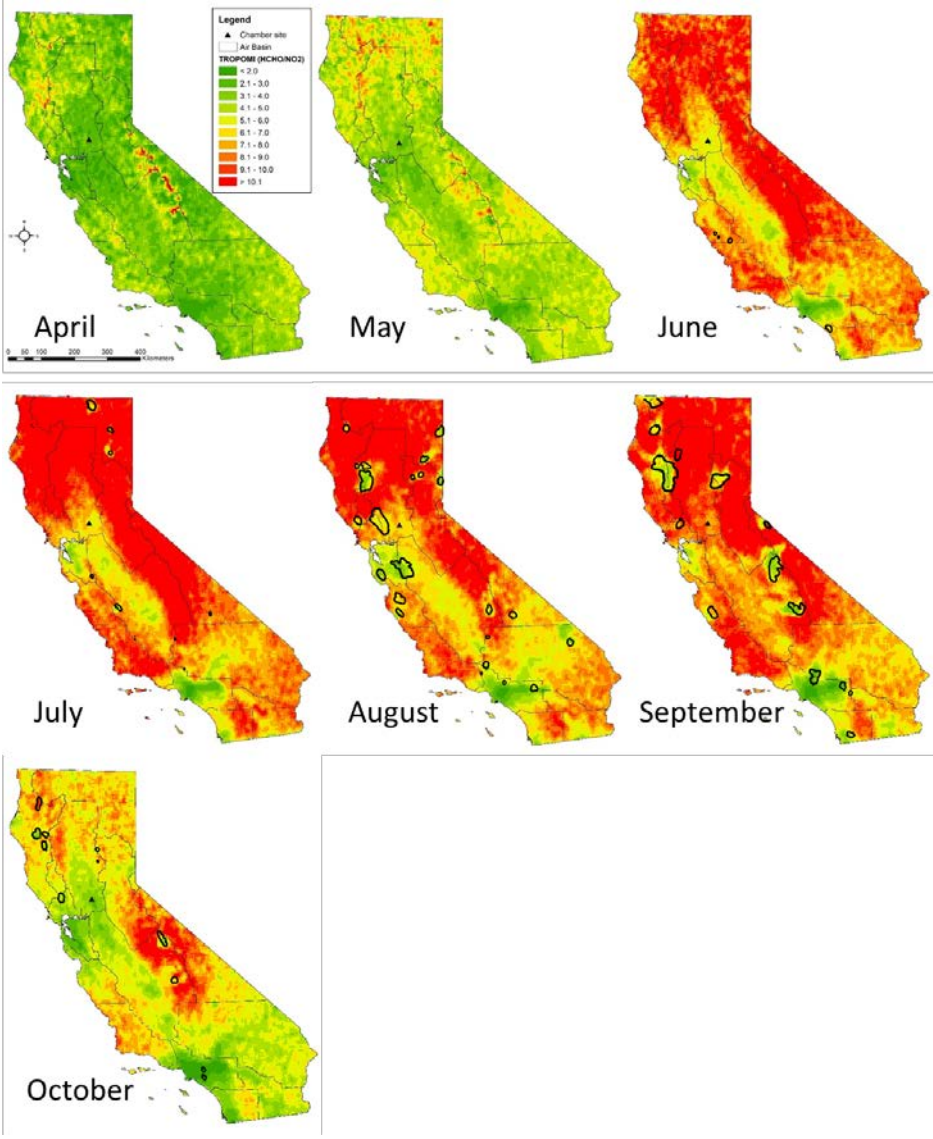 Legend
Chamber site
Air Basin
TROPOMI (HCHO/NO2)
< 2.0
2.1 - 3.0
3.1 - 4.0
4.1 - 5.0
5.1 - 6.0
6.1 - 7.0
7.1 - 8.0
8.1 - 9.0
9.1 - 10.0
> 10.1
N
W E
S
April
May
June
0 50 100 200 300 400
Kilometers
July
August
September
October